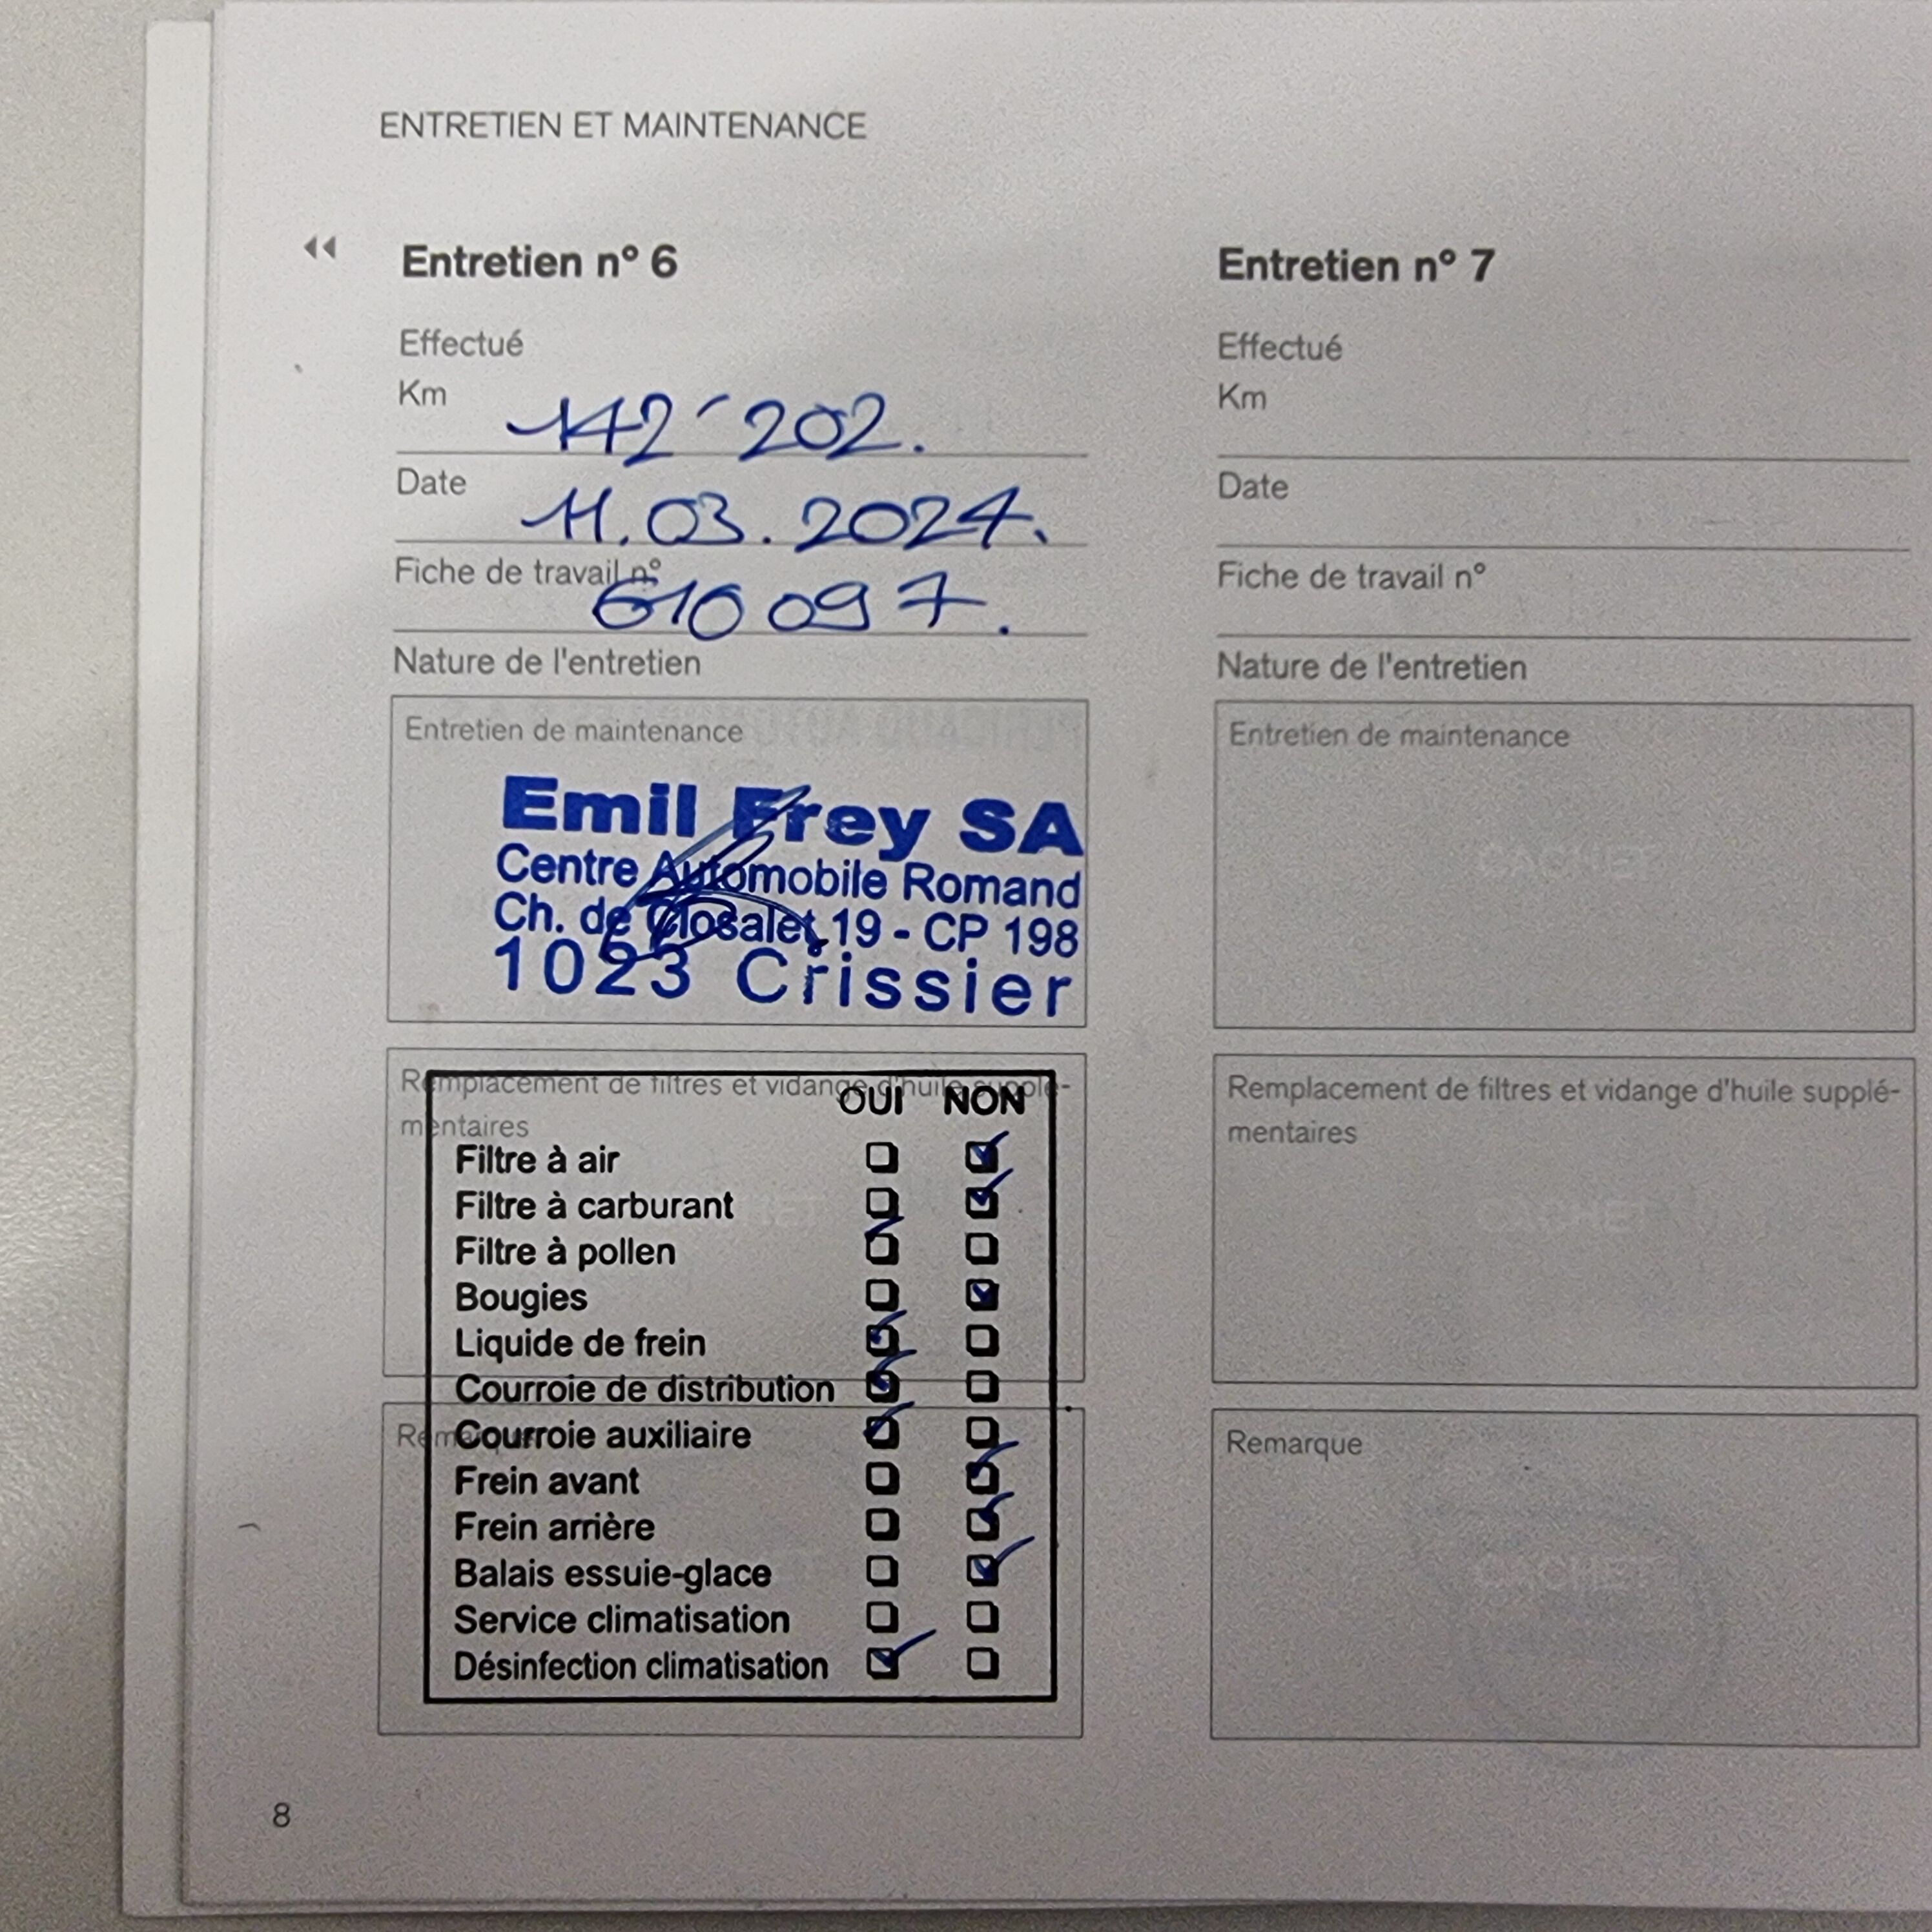 ENTRETIEN ET MAINTENANCE
Entretien n° 6
Effectué
Km 142'202.
Date 11.03.2024.
Fiche de travail n° 610097.
Nature de l'entretien
Entretien de maintenance
Emil Frey SA
Centre Automobile Romand
Ch. de Closalet 19 - CP 198
1023 Crissier
Remplacement de filtres et vidange d'huile supplé-
mentaires
OUI NON
Filtre à air
Filtre à carburant
Filtre à pollen
Bougies
Liquide de frein
Courroie de distribution
Remarque
Courroie auxiliaire
Frein avant
Frein arrière
Balais essuie-glace
Service climatisation
Désinfection climatisation
8
Entretien n° 7
Effectué
Km
Date
Fiche de travail n°
Nature de l'entretien
Entretien de maintenance
CACHET
Remplacement de filtres et vidange d'huile supplé-
mentaires
CACHET
Remarque
CACHET